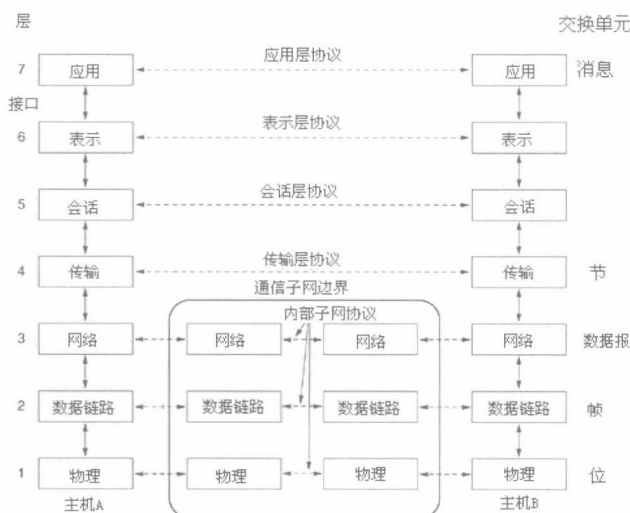 层 交换单元
7 应用 应用层协议 应用 消息
接口
6 表示 表示层协议 表示
5 会话 会话层协议 会话
4 传输 传输层协议 传输 节
通信子网边界
内部子网协议
3 网络 网络 网络 网络 数据报
2 数据链路 数据链路 数据链路 数据链路 帧
1 物理 物理 物理 物理 位
主机A 主机B